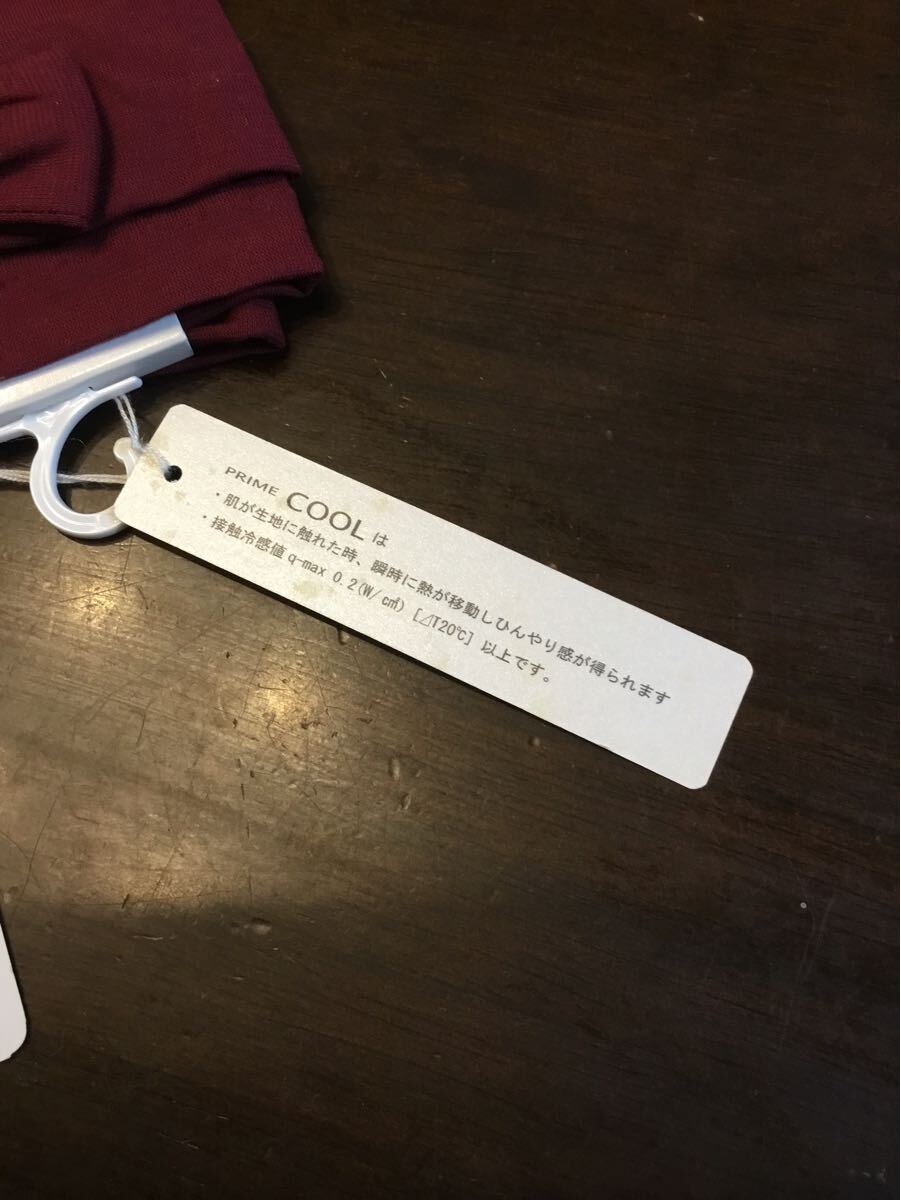 PRIME COOL は
・肌が生地に触れた時、瞬時に熱が移動しひんやり感が得られます
・接触冷感値 q-max 0.2(W/c㎡) [⊿T20℃] 以上です。